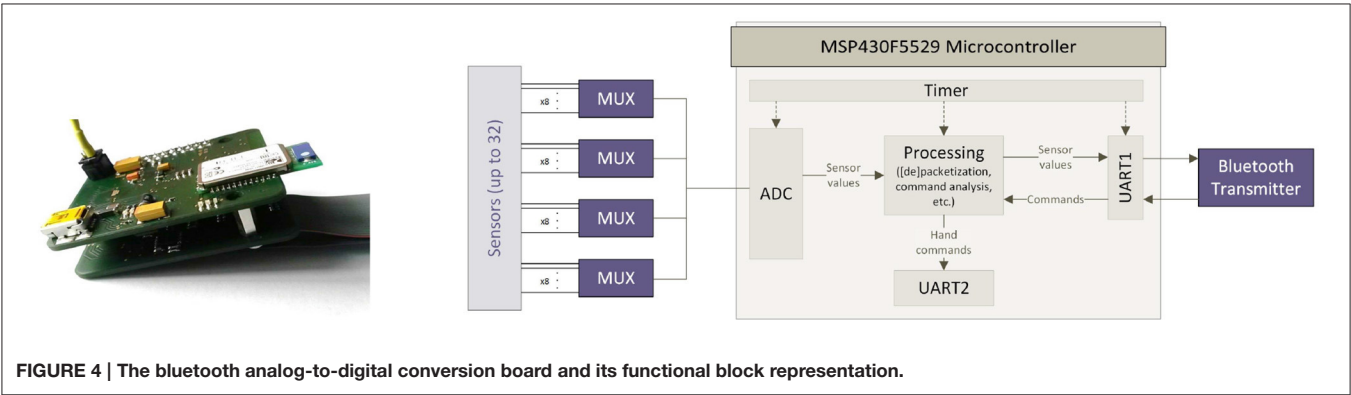 MSP430F5529 Microcontroller
Timer
Sensors (up to 32)
x8
MUX
x8
MUX
x8
MUX
x8
MUX
ADC
Sensor
values
Processing
([de]packetization,
command analysis,
etc.)
Sensor
values
Commands
UART1
Bluetooth
Transmitter
Hand
commands
UART2
FIGURE 4 | The bluetooth analog-to-digital conversion board and its functional block representation.